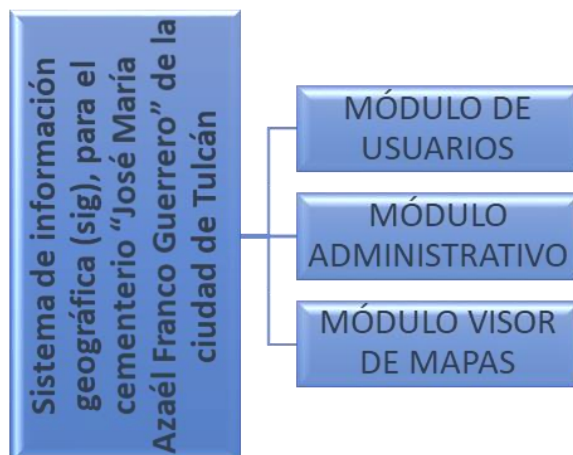 Sistema de información
geográfica (sig), para el
cementerio “José María
Azaél Franco Guerrero” de la
ciudad de Tulcán
MÓDULO DE
USUARIOS
MÓDULO
ADMINISTRATIVO
MÓDULO VISOR
DE MAPAS